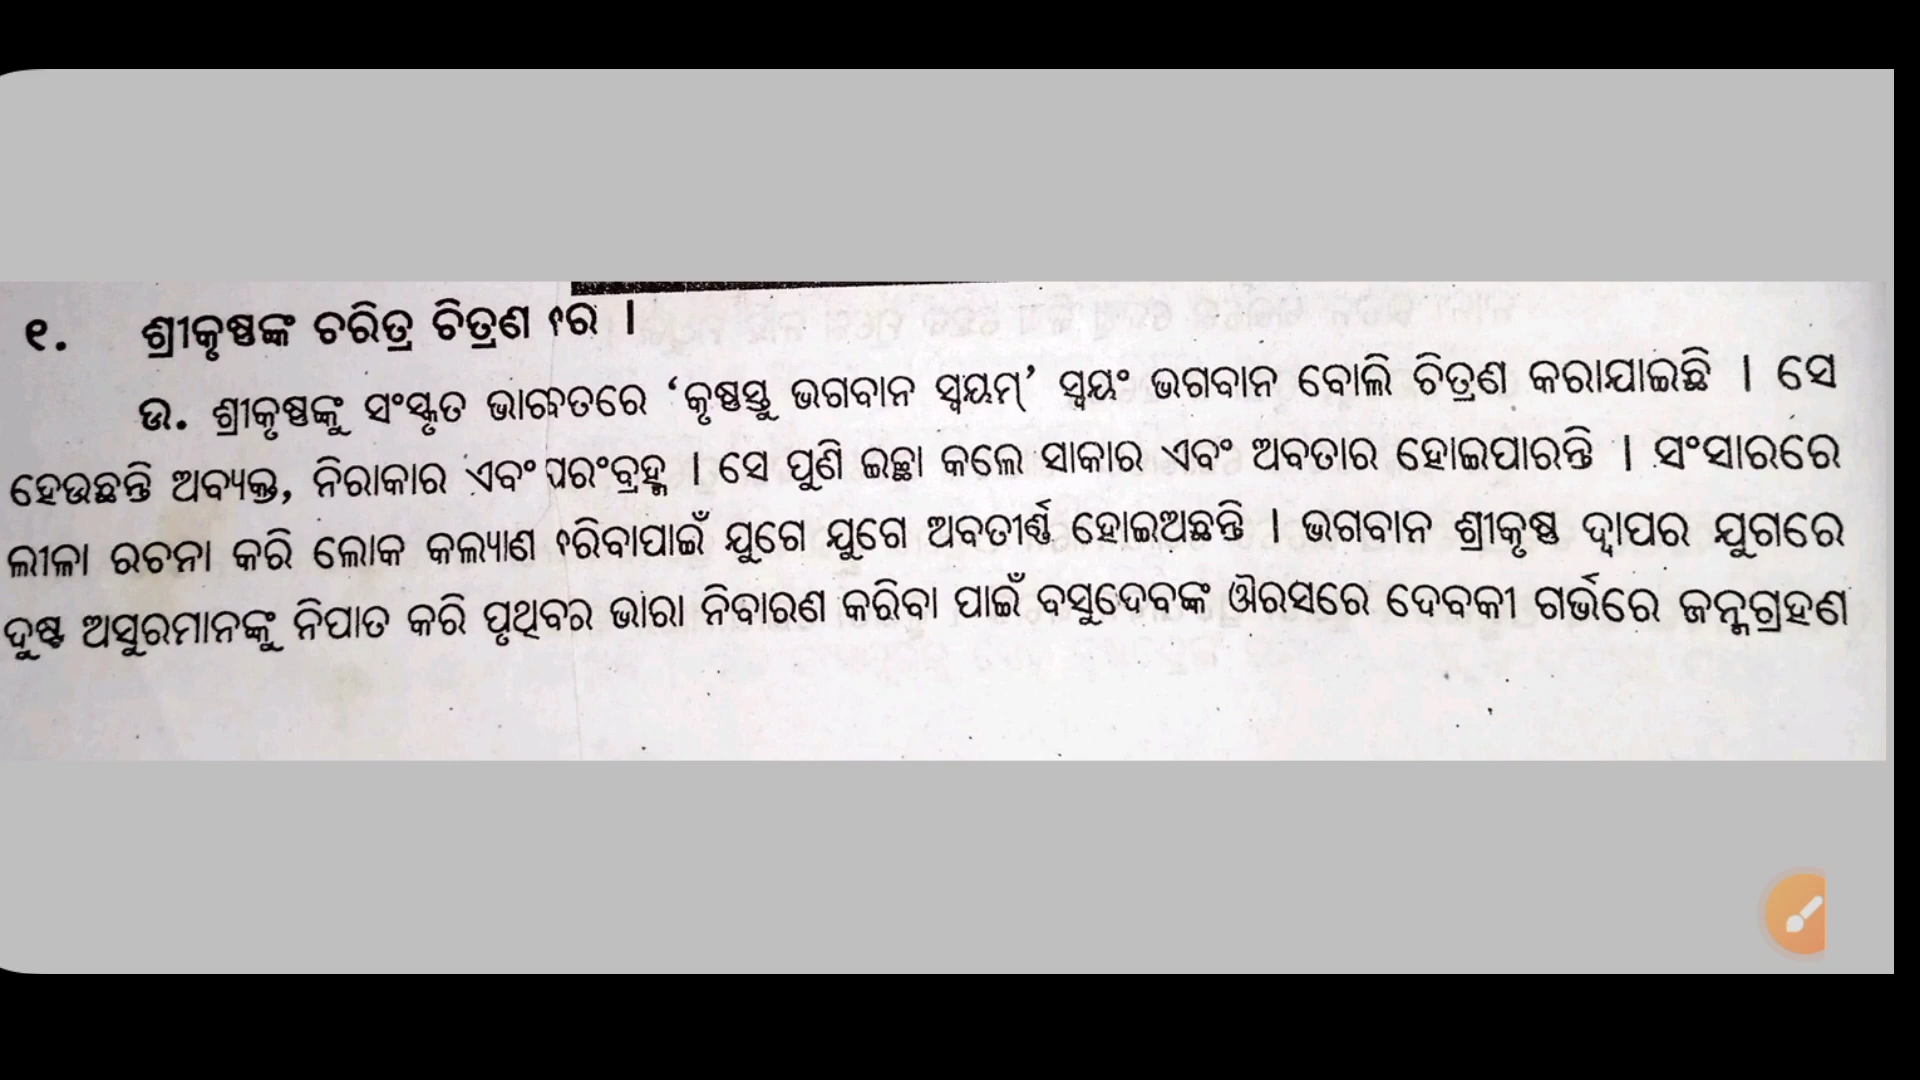 ୧. ଶ୍ରୀକୃଷ୍ଣଙ୍କ ଚରିତ୍ର ଚିତ୍ରଣ କର ।
ଉ. ଶ୍ରୀକୃଷ୍ଣଙ୍କୁ ସଂସ୍କୃତ ଭାଗବତରେ ‘କୃଷ୍ଣସ୍ତୁ ଭଗବାନ ସ୍ୱୟମ୍’ ସ୍ୱୟଂ ଭଗବାନ ବୋଲି ଚିତ୍ରଣ କରାଯାଇଛି । ସେ
ହେଉଛନ୍ତି ଅବ୍ୟକ୍ତ, ନିରାକାର ଏବଂ ପରଂବ୍ରହ୍ମ । ସେ ପୁଣି ଇଚ୍ଛା କଲେ ସାକାର ଏବଂ ଅବତାର ହୋଇପାରନ୍ତି । ସଂସାରରେ
ଲୀଳା ରଚନା କରି ଲୋକ କଲ୍ୟାଣ କରିବାପାଇଁ ଯୁଗେ ଯୁଗେ ଅବତୀର୍ଣ୍ଣ ହୋଇଅଛନ୍ତି । ଭଗବାନ ଶ୍ରୀକୃଷ୍ଣ ଦ୍ୱାପର ଯୁଗରେ
ଦୁଷ୍ଟ ଅସୁରମାନଙ୍କୁ ନିପାତ କରି ପୃଥିବୀର ଭାରା ନିବାରଣ କରିବା ପାଇଁ ବସୁଦେବଙ୍କ ଔରସରେ ଦେବକୀ ଗର୍ଭରେ ଜନ୍ମଗ୍ରହଣ